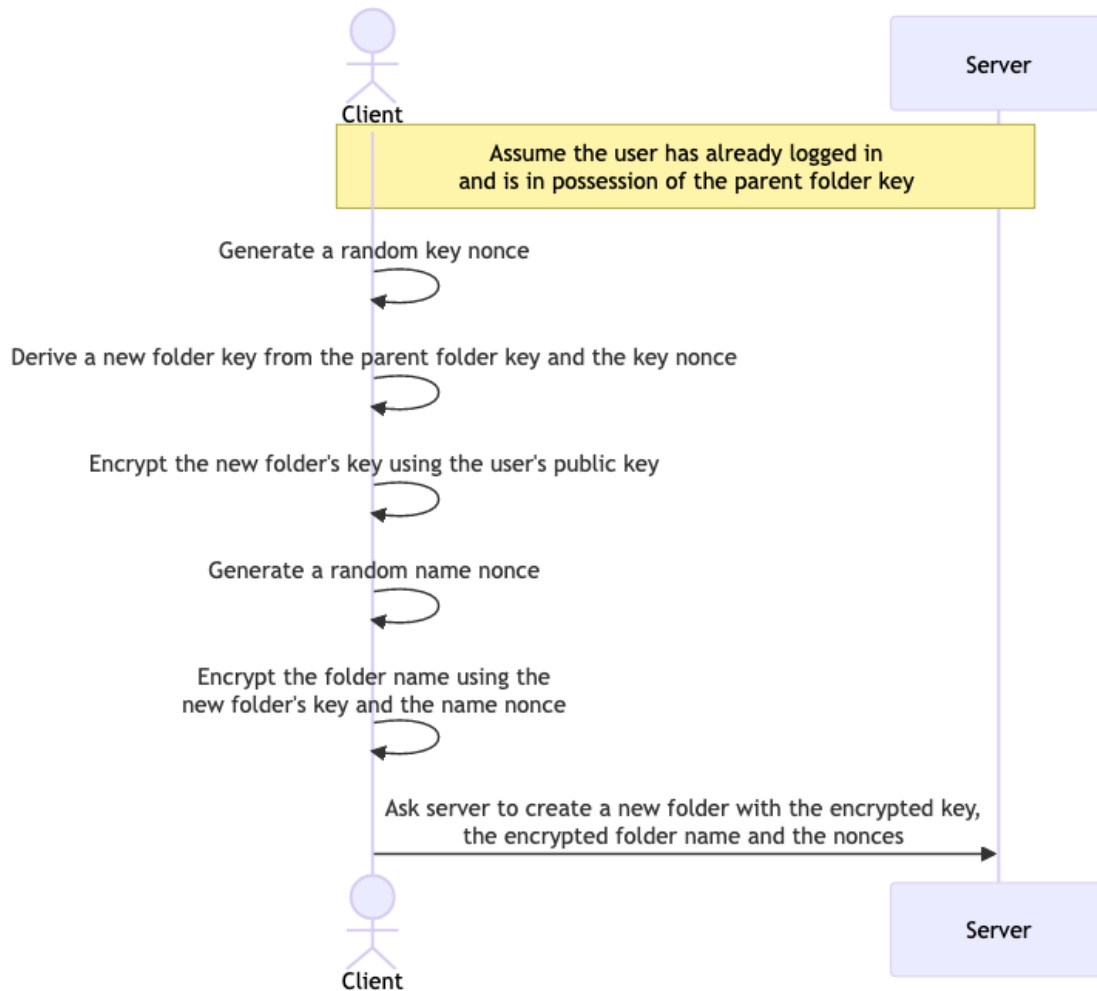 Server
Client
Assume the user has already logged in
and is in possession of the parent folder key
Generate a random key nonce
Derive a new folder key from the parent folder key and the key nonce
Encrypt the new folder's key using the user's public key
Generate a random name nonce
Encrypt the folder name using the
new folder's key and the name nonce
Ask server to create a new folder with the encrypted key,
the encrypted folder name and the nonces
Server
Client